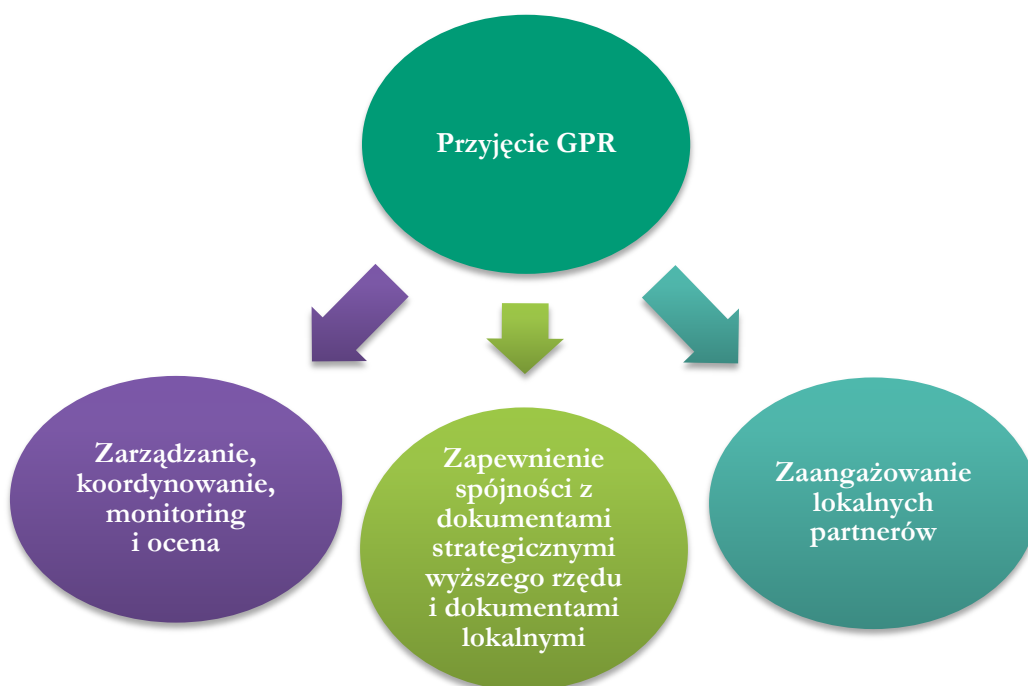 Przyjęcie GPR
Zarządzanie,
koordynowanie,
monitoring
i ocena
Zapewnienie
spójności z
dokumentami
strategicznymi
wyższego rzędu
i dokumentami
lokalnymi
Zaangażowanie
lokalnych
partnerów